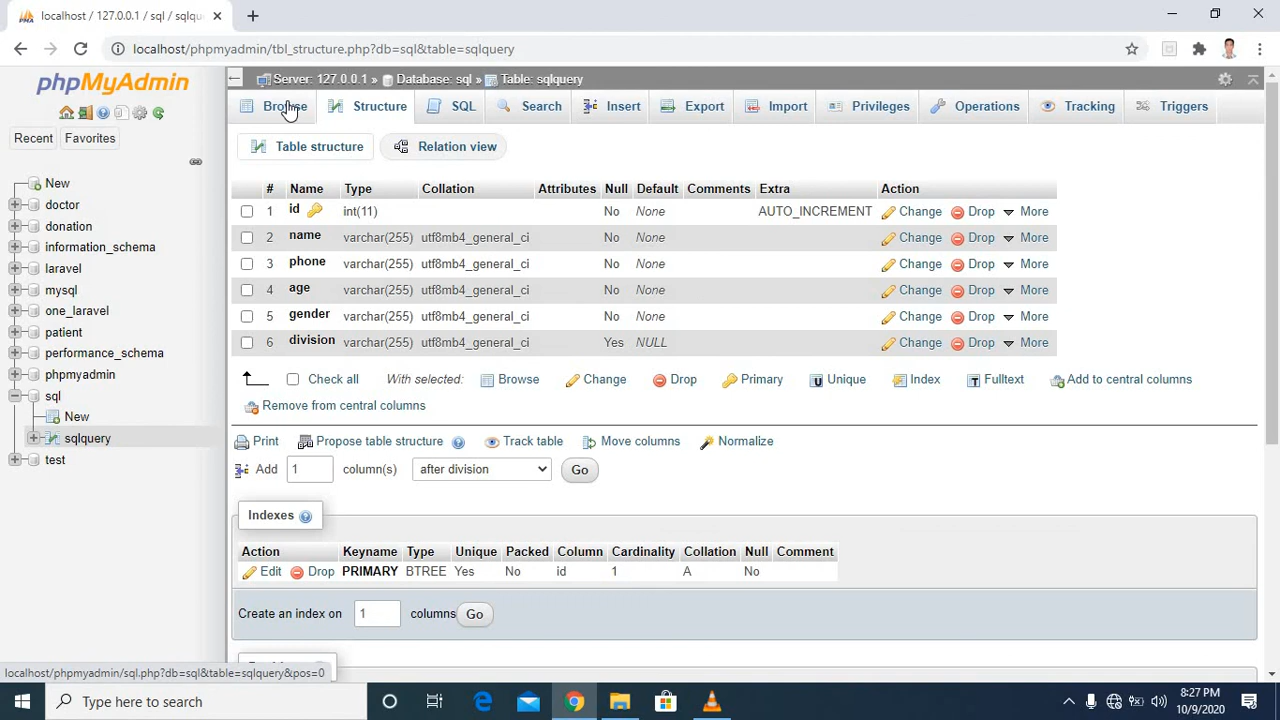 localhost / 127.0.0.1 / sql / sqlqu
localhost/phpmyadmin/tbl_structure.php?db=sql&table=sqlquery
phpMyAdmin
Recent
Favorites
New
doctor
donation
information_schema
laravel
mysql
one_laravel
patient
performance_schema
phpmyadmin
sql
New
sqlquery
test
Server: 127.0.0.1 » Database: sql » Table: sqlquery
Browse Structure SQL Search Insert Export Import Privileges Operations Tracking Triggers
Table structure Relation view
# Name Type Collation Attributes Null Default Comments Extra Action
1 id int(11) No None AUTO_INCREMENT Change Drop More
2 name varchar(255) utf8mb4_general_ci No None Change Drop More
3 phone varchar(255) utf8mb4_general_ci No None Change Drop More
4 age varchar(255) utf8mb4_general_ci No None Change Drop More
5 gender varchar(255) utf8mb4_general_ci No None Change Drop More
6 division varchar(255) utf8mb4_general_ci Yes NULL Change Drop More
Check all With selected: Browse Change Drop Primary Unique Index Fulltext Add to central columns
Remove from central columns
Print Propose table structure Track table Move columns Normalize
Add 1 column(s) after division Go
Indexes
Action Keyname Type Unique Packed Column Cardinality Collation Null Comment
Edit Drop PRIMARY BTREE Yes No id 1 A No
Create an index on 1 columns Go
localhost/phpmyadmin/sql.php?db=sql&table=sqlquery&pos=0
Type here to search
8:27 PM
10/9/2020